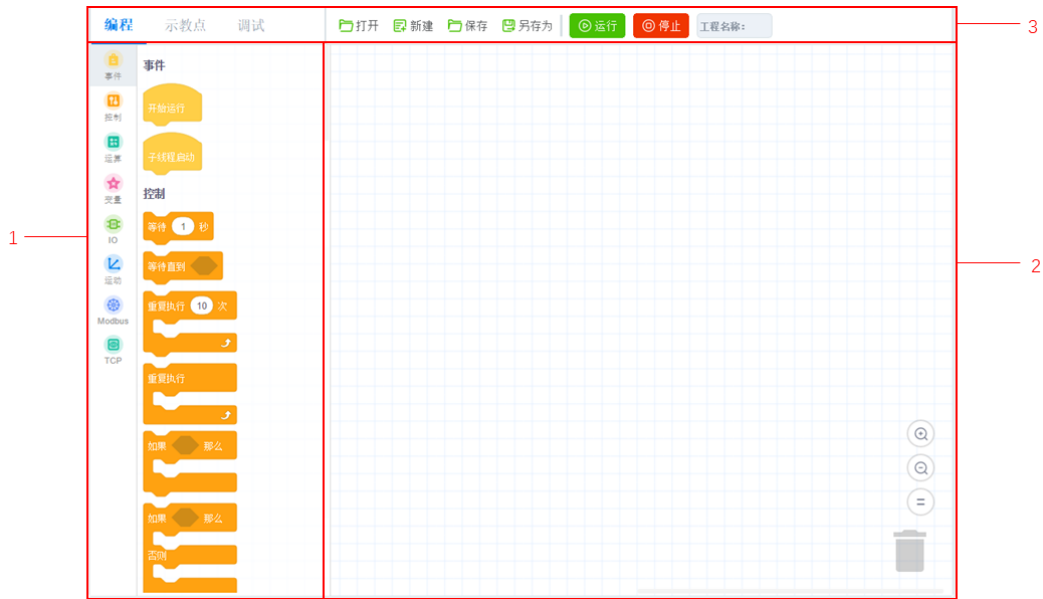 编程 示教点 调试 打开 新建 保存 另存为 运行 停止 工程名称:
3
事件
控制
运算
变量
IO
运动
Modbus
TCP
事件
开始运行
子线程启动
控制
等待 1 秒
等待直到
重复执行 10 次
重复执行
如果 那么
如果 那么
否则
1
2